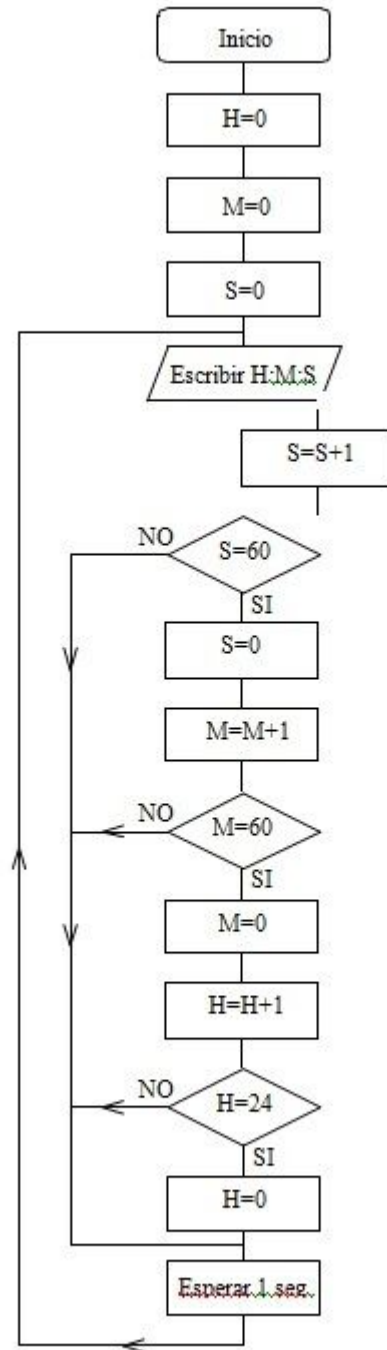 Inicio
H=0
M=0
S=0
Escribir H:M:S
S=S+1
NO
S=60
SI
S=0
M=M+1
NO
M=60
SI
M=0
H=H+1
NO
H=24
SI
H=0
Esperar 1 seg